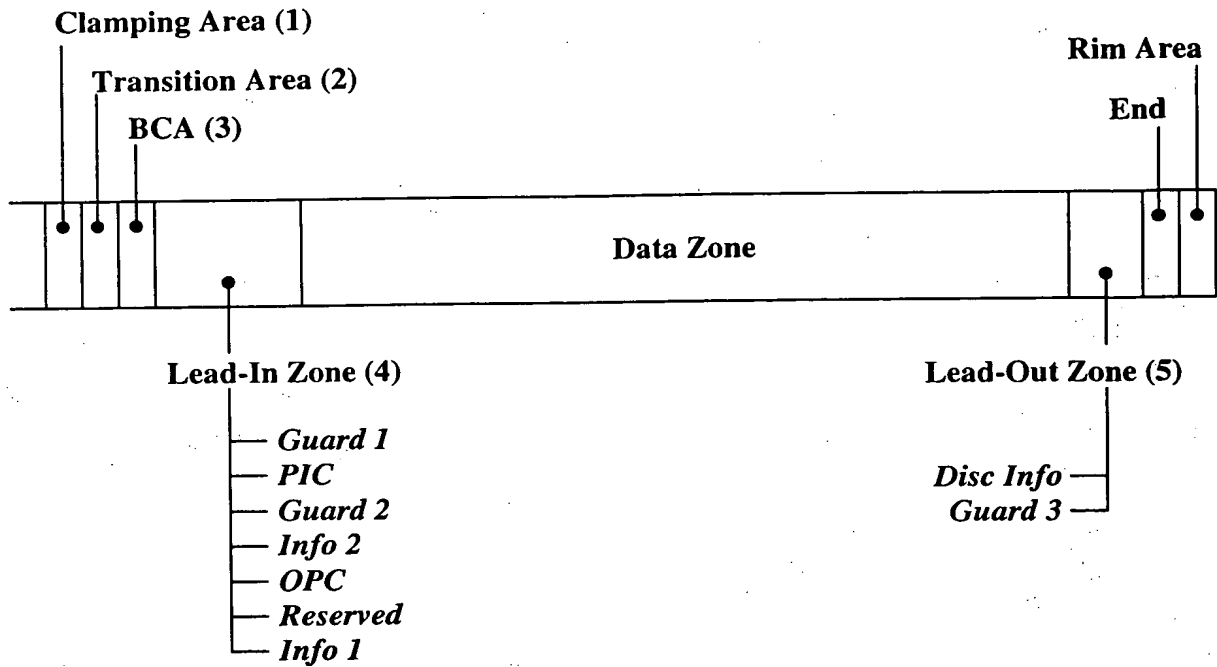 Clamping Area (1)
Rim Area
Transition Area (2)
End
BCA (3)
Data Zone
Lead-In Zone (4)
Lead-Out Zone (5)
Guard 1
PIC
Guard 2
Info 2
OPC
Reserved
Info 1
Disc Info
Guard 3